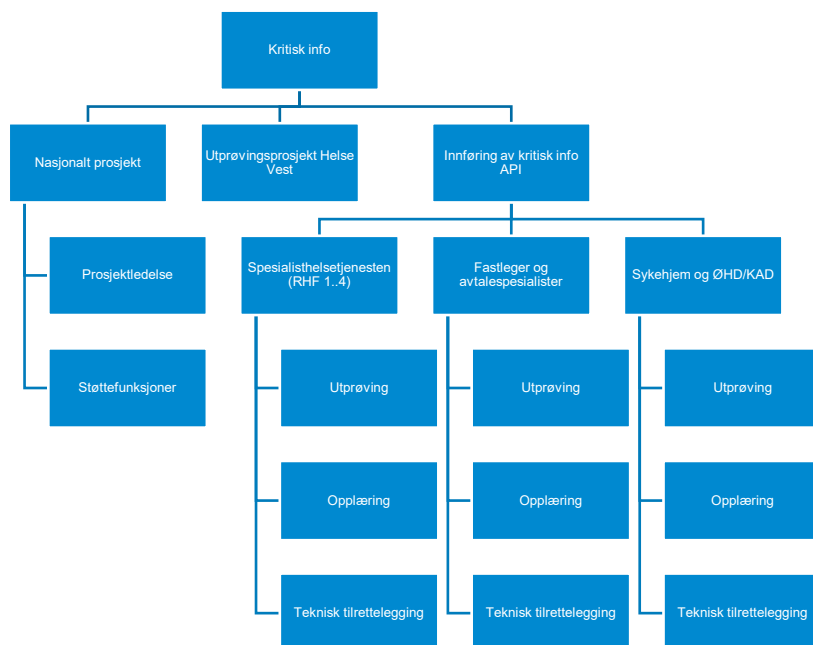 Kritisk info
Nasjonalt prosjekt
Utprøvingsprosjekt Helse
Vest
Innføring av kritisk info
API
Prosjektledelse
Støttefunksjoner
Spesialisthelsetjenesten
(RHF 1..4)
Fastleger og
avtalespesialister
Sykehjem og ØHD/KAD
Utprøving
Utprøving
Utprøving
Opplæring
Opplæring
Opplæring
Teknisk tilrettelegging
Teknisk tilrettelegging
Teknisk tilrettelegging